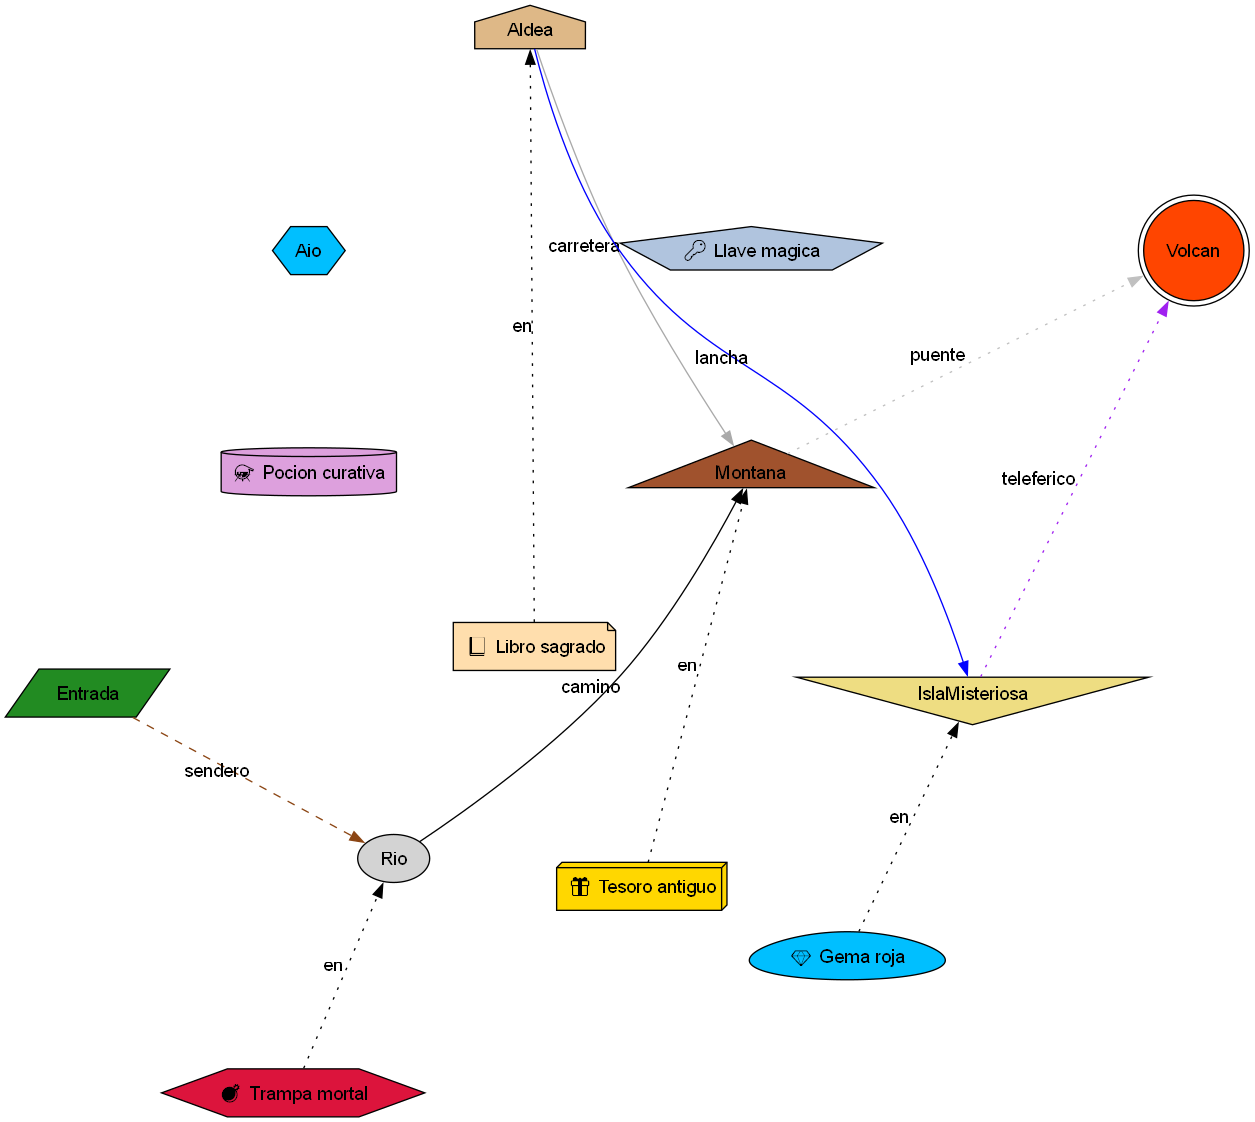 Aldea
carretera
Llave magica
Aio
Volcan
en
lancha
puente
Pocion curativa
Montana
teleferico
Libro sagrado
en
camino
Entrada
IslaMisteriosa
sendero
en
Rio
Tesoro antiguo
Gema roja
en
Trampa mortal